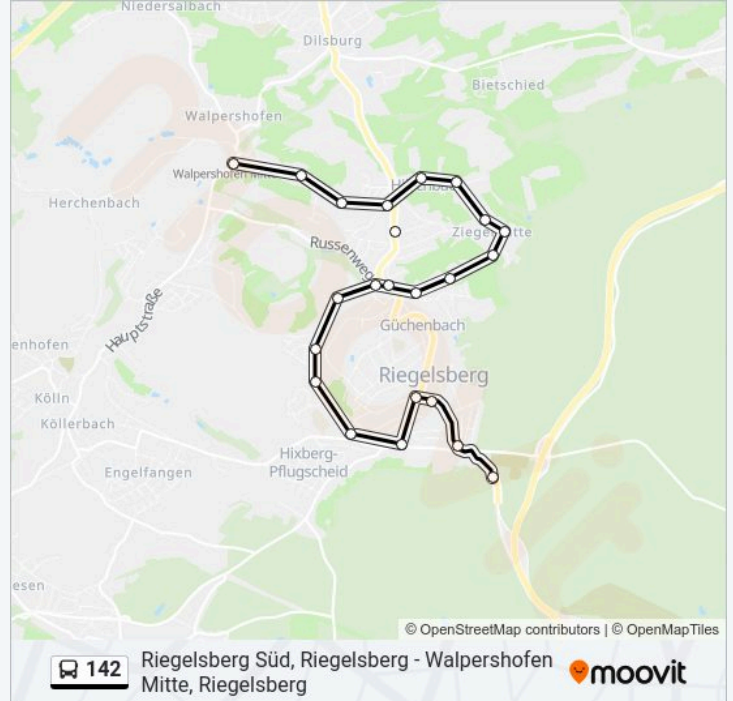 Niedersalbach
Dilsburg
Bietschied
Walpershofen
Walpershofen Mitte
Herchenbach
Ziegelhütte
Russenweg
Hauptstraße
Güchenbach
enhofen
Riegelsberg
Kölln
Köllerbach
Hixberg-
Pflugscheid
Engelfangen
esen
© OpenStreetMap contributors | © OpenMapTiles
142
Riegelsberg Süd, Riegelsberg - Walpershofen
Mitte, Riegelsberg
moovit